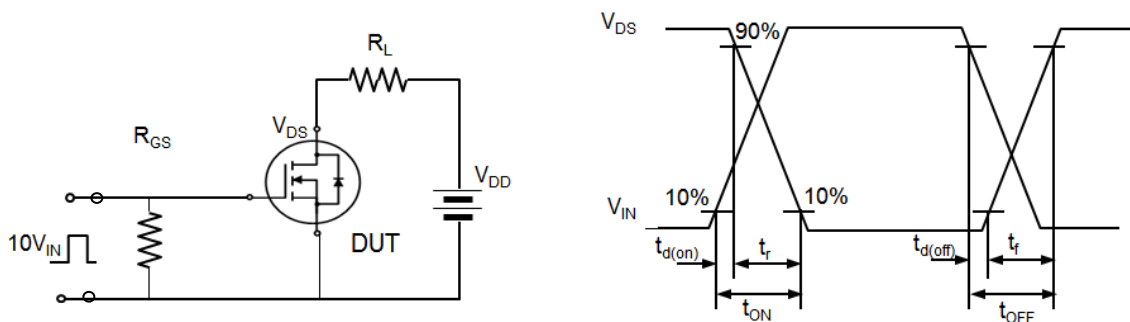 R_L
V_DS
R_GS
V_DD
10V_IN
DUT
V_DS
90%
V_IN
10%
10%
t_d(on)
t_r
t_d(off)
t_f
t_ON
t_OFF